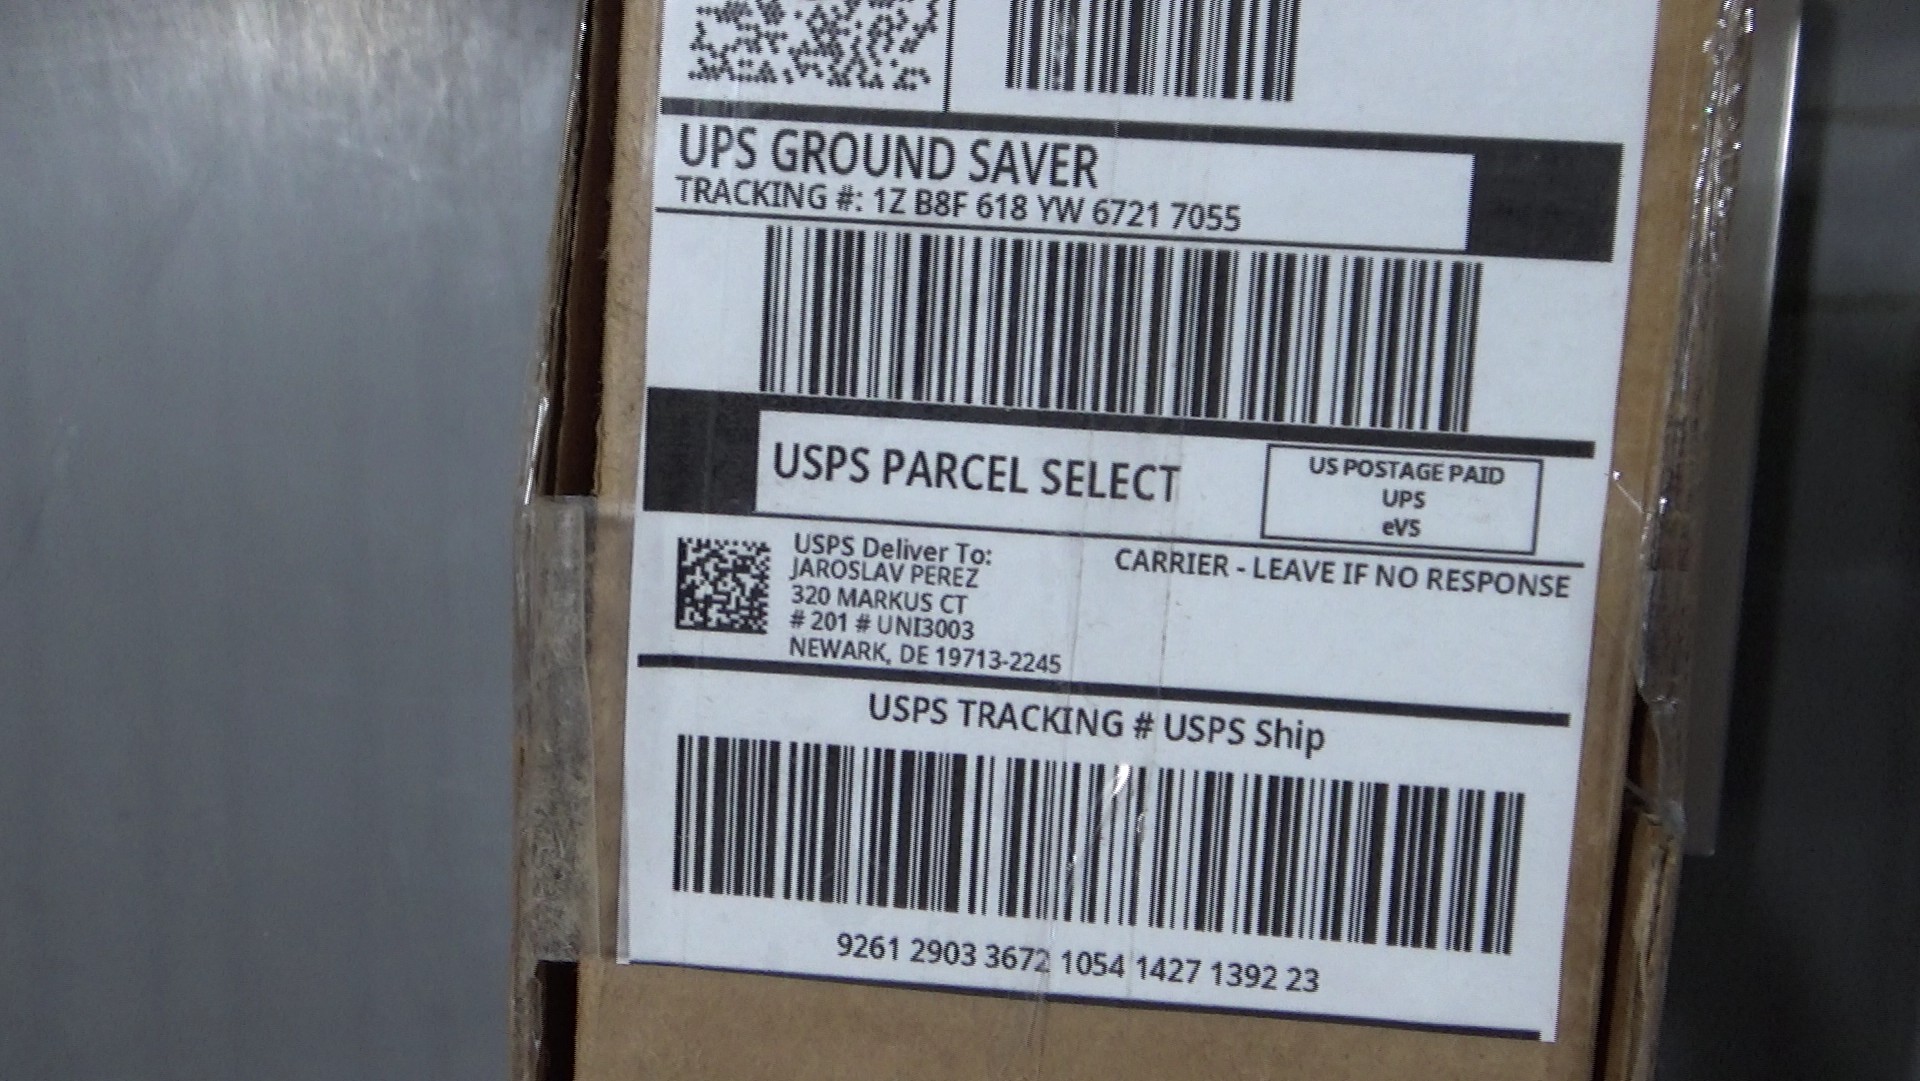 UPS GROUND SAVER
TRACKING #: 1Z B8F 618 YW 6721 7055
USPS PARCEL SELECT
US POSTAGE PAID
UPS
eVS
USPS Deliver To:
JAROSLAV PEREZ
320 MARKUS CT
# 201 # UNI3003
NEWARK, DE 19713-2245
CARRIER - LEAVE IF NO RESPONSE
USPS TRACKING # USPS Ship
9261 2903 3672 1054 1427 1392 23